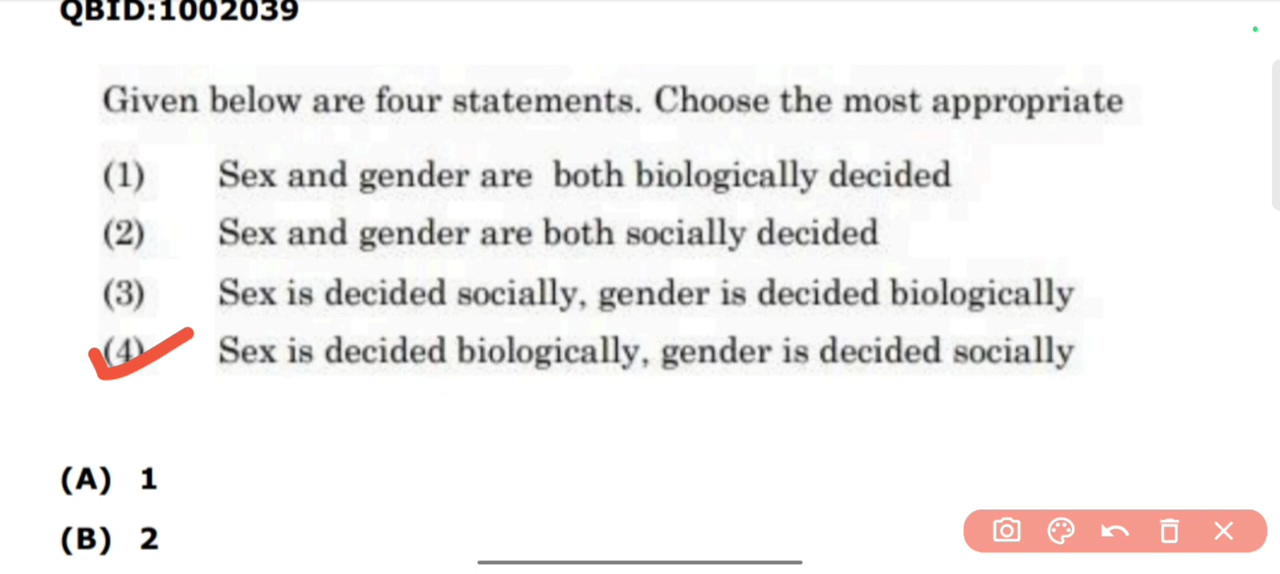 QBID:1002039
Given below are four statements. Choose the most appropriate
(1) Sex and gender are both biologically decided
(2) Sex and gender are both socially decided
(3) Sex is decided socially, gender is decided biologically
(4) Sex is decided biologically, gender is decided socially
(A) 1
(B) 2